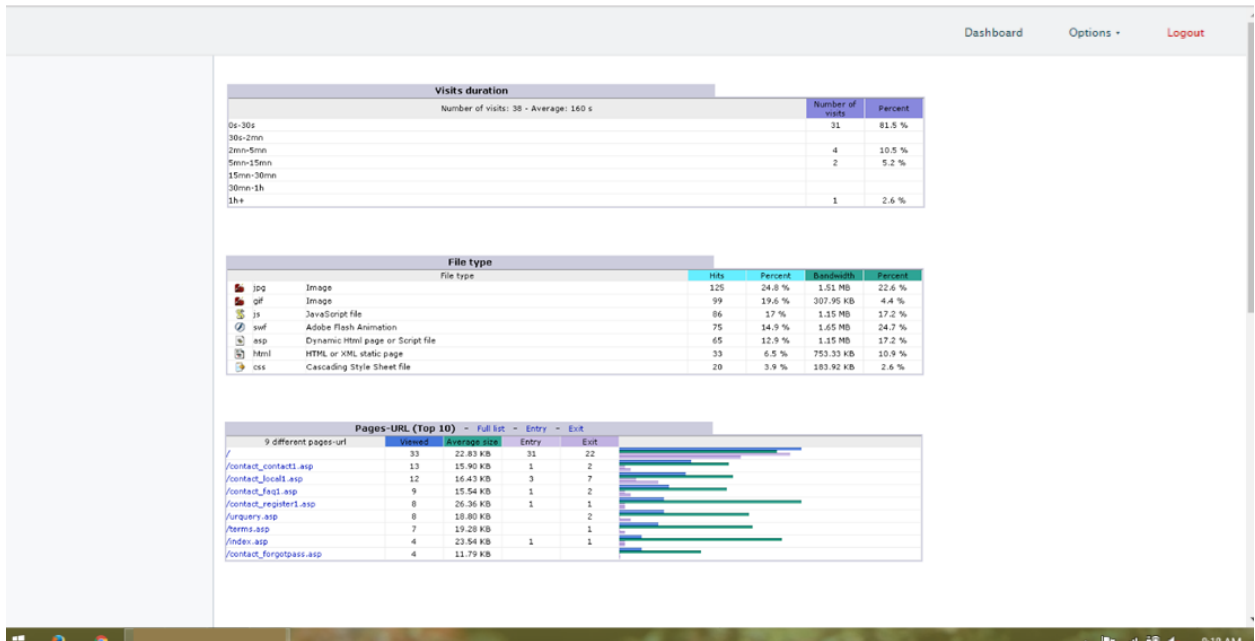 Dashboard Options Logout
Visits duration
Number of visits: 38 - Average: 160 s Number of visits Percent
0s-30s 31 81.5 %
30s-2mn
2mn-5mn 4 10.5 %
5mn-15mn 2 5.2 %
15mn-30mn
30mn-1h
1h+ 1 2.6 %
File type
File type Hits Percent Bandwidth Percent
jpg Image 125 24.8 % 1.51 MB 22.6 %
gif Image 99 19.6 % 307.95 KB 4.4 %
js JavaScript file 86 17 % 1.15 MB 17.2 %
swf Adobe Flash Animation 75 14.9 % 1.65 MB 24.7 %
asp Dynamic Html page or Script file 65 12.9 % 1.15 MB 17.2 %
html HTML or XML static page 33 6.5 % 753.33 KB 10.9 %
css Cascading Style Sheet file 20 3.9 % 183.92 KB 2.6 %
Pages-URL (Top 10) - Full list - Entry - Exit
9 different pages-url Viewed Average size Entry Exit
/ 33 22.83 KB 31 22
/contact_contact1.asp 13 15.90 KB 1 2
/contact_local1.asp 12 16.43 KB 3 7
/contact_faq1.asp 9 15.54 KB 1 2
/contact_register1.asp 8 26.36 KB 1 1
/urquery.asp 8 18.80 KB 2
/terms.asp 7 19.28 KB 1
/index.asp 4 23.54 KB 1 1
/contact_forgotpass.asp 4 11.79 KB